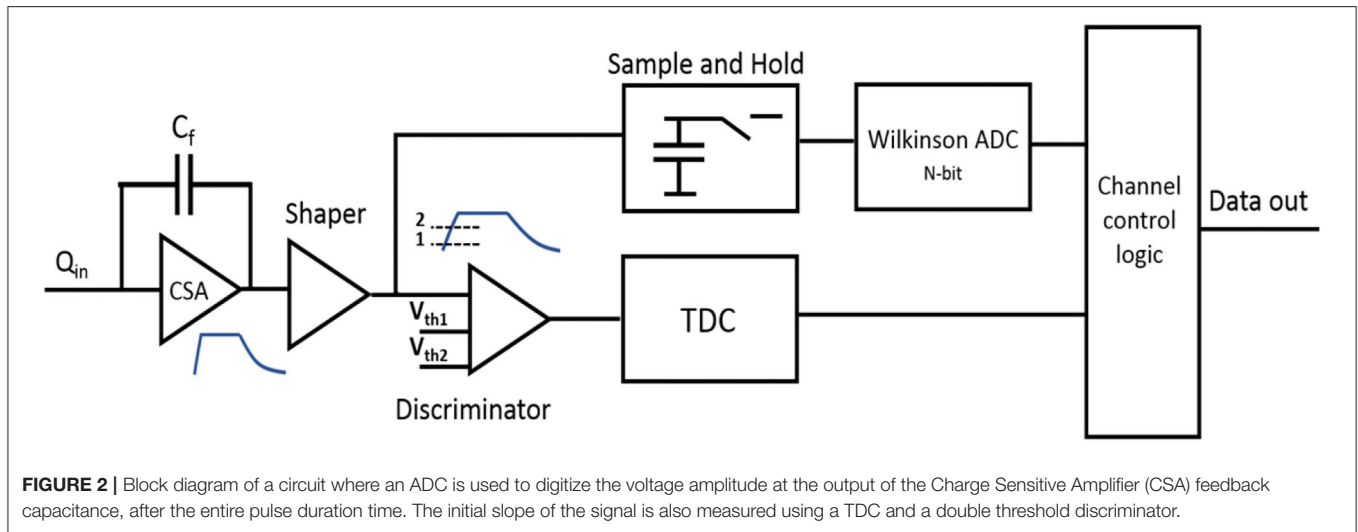 Sample and Hold
C_f
Wilkinson ADC
N-bit
Shaper
Channel
control
logic
Data out
2
1
Q_in
CSA
V_th1
V_th2
TDC
Discriminator
FIGURE 2 | Block diagram of a circuit where an ADC is used to digitize the voltage amplitude at the output of the Charge Sensitive Amplifier (CSA) feedback
capacitance, after the entire pulse duration time. The initial slope of the signal is also measured using a TDC and a double threshold discriminator.